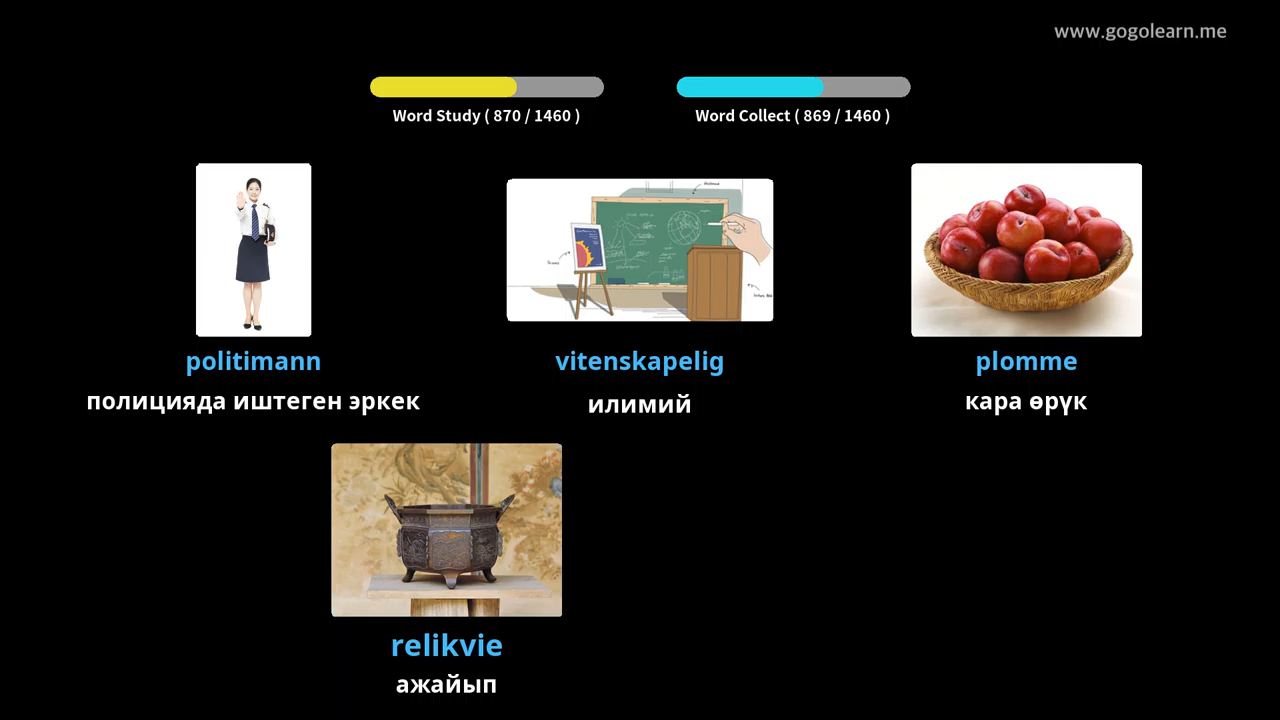 www.gogolearn.me
Word Study ( 870 / 1460 )
Word Collect ( 869 / 1460 )
politimann
полицияда иштеген эркек
vitenskapelig
илимий
plomme
кара өрүк
relikvie
ажайып